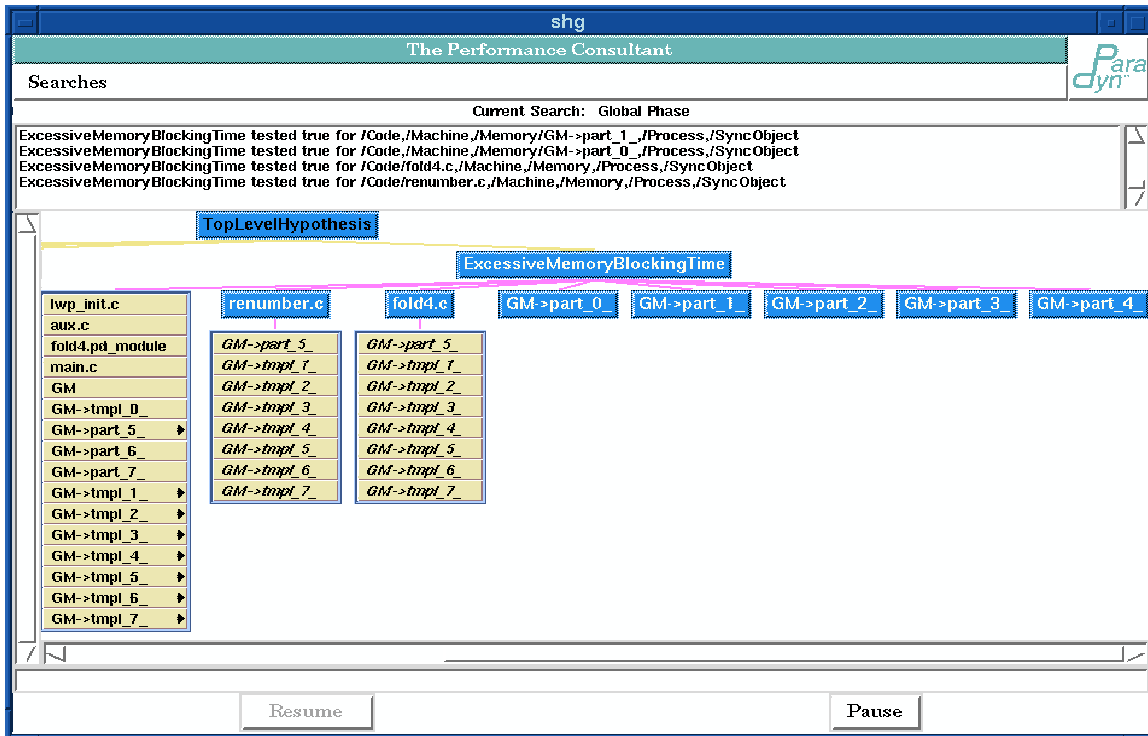 shg
The Performance Consultant
Para
dyn™
Searches
Current Search: Global Phase
ExcessiveMemoryBlockingTime tested true for /Code,/Machine,/Memory/GM->part_1_,/Process,/SyncObject
ExcessiveMemoryBlockingTime tested true for /Code,/Machine,/Memory/GM->part_0_,/Process,/SyncObject
ExcessiveMemoryBlockingTime tested true for /Code/fold4.c,/Machine,/Memory,/Process,/SyncObject
ExcessiveMemoryBlockingTime tested true for /Code/renumber.c,/Machine,/Memory,/Process,/SyncObject
TopLevelHypothesis
ExcessiveMemoryBlockingTime
renumber.c fold4.c GM->part_0_ GM->part_1_ GM->part_2_ GM->part_3_ GM->part_4_
lwp_init.c
aux.c
fold4.pd_module
main.c
GM
GM->tmpl_0_
GM->part_5_
GM->part_6_
GM->part_7_
GM->tmpl_1_
GM->tmpl_2_
GM->tmpl_3_
GM->tmpl_4_
GM->tmpl_5_
GM->tmpl_6_
GM->tmpl_7_
GM->part_5_
GM->tmpl_1_
GM->tmpl_2_
GM->tmpl_3_
GM->tmpl_4_
GM->tmpl_5_
GM->tmpl_6_
GM->tmpl_7_
GM->part_5_
GM->tmpl_1_
GM->tmpl_2_
GM->tmpl_3_
GM->tmpl_4_
GM->tmpl_5_
GM->tmpl_6_
GM->tmpl_7_
Resume
Pause